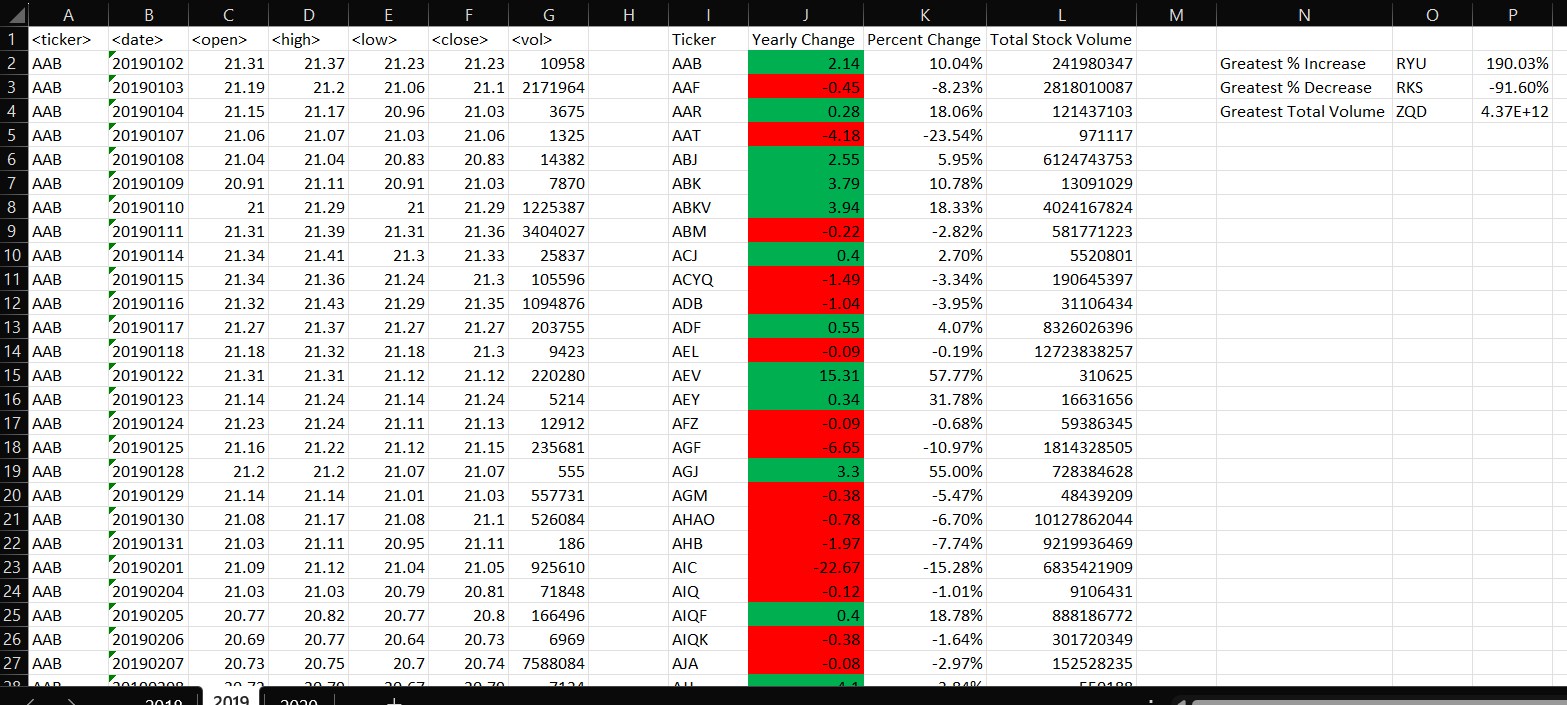 A B C D E F G H I J K L M N O P
1 <ticker> <date> <open> <high> <low> <close> <vol> Ticker Yearly Change Percent Change Total Stock Volume
2 AAB 20190102 21.31 21.37 21.23 21.23 10958 AAB 2.14 10.04% 241980347 Greatest % Increase RYU 190.03%
3 AAB 20190103 21.19 21.2 21.06 21.1 2171964 AAF -0.45 -8.23% 2818010087 Greatest % Decrease RKS -91.60%
4 AAB 20190104 21.15 21.17 20.96 21.03 3675 AAR 0.28 18.06% 121437103 Greatest Total Volume ZQD 4.37E+12
5 AAB 20190107 21.06 21.07 21.03 21.06 1325 AAT -4.18 -23.54% 971117
6 AAB 20190108 21.04 21.04 20.83 20.83 14382 ABJ 2.55 5.95% 6124743753
7 AAB 20190109 20.91 21.11 20.91 21.03 7870 ABK 3.79 10.78% 13091029
8 AAB 20190110 21 21.29 21 21.29 1225387 ABKV 3.94 18.33% 4024167824
9 AAB 20190111 21.31 21.39 21.31 21.36 3404027 ABM -0.22 -2.82% 581771223
10 AAB 20190114 21.34 21.41 21.3 21.33 25837 ACJ 0.4 2.70% 5520801
11 AAB 20190115 21.34 21.36 21.24 21.3 105596 ACYQ -1.49 -3.34% 190645397
12 AAB 20190116 21.32 21.43 21.29 21.35 1094876 ADB -1.04 -3.95% 31106434
13 AAB 20190117 21.27 21.37 21.27 21.27 203755 ADF 0.55 4.07% 8326026396
14 AAB 20190118 21.18 21.32 21.18 21.3 9423 AEL -0.09 -0.19% 12723838257
15 AAB 20190122 21.31 21.31 21.12 21.12 220280 AEV 15.31 57.77% 310625
16 AAB 20190123 21.14 21.24 21.14 21.24 5214 AEY 0.34 31.78% 16631656
17 AAB 20190124 21.23 21.24 21.11 21.13 12912 AFZ -0.09 -0.68% 59386345
18 AAB 20190125 21.16 21.22 21.12 21.15 235681 AGF -6.65 -10.97% 1814328505
19 AAB 20190128 21.2 21.2 21.07 21.07 555 AGJ 3.3 55.00% 728384628
20 AAB 20190129 21.14 21.14 21.01 21.03 557731 AGM -0.38 -5.47% 48439209
21 AAB 20190130 21.08 21.17 21.08 21.1 526084 AHAO -0.78 -6.70% 10127862044
22 AAB 20190131 21.03 21.11 20.95 21.11 186 AHB -1.97 -7.74% 9219936469
23 AAB 20190201 21.09 21.12 21.04 21.05 925610 AIC -22.67 -15.28% 6835421909
24 AAB 20190204 21.03 21.03 20.79 20.81 71848 AIQ -0.12 -1.01% 9106431
25 AAB 20190205 20.77 20.82 20.77 20.8 166496 AIQF 0.4 18.78% 888186772
26 AAB 20190206 20.69 20.77 20.64 20.73 6969 AIQK -0.38 -1.64% 301720349
27 AAB 20190207 20.73 20.75 20.7 20.74 7588084 AJA -0.08 -2.97% 152528235
28 AAB 20190208
2018 2019 2020 +